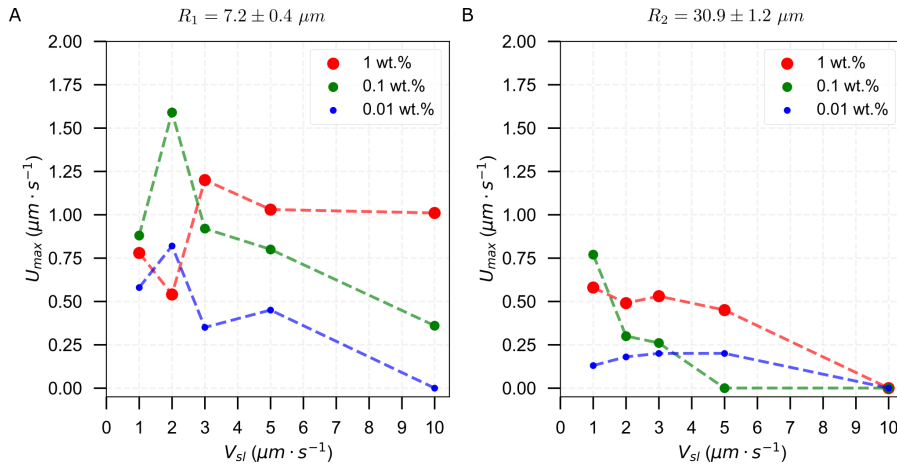 A
R₁ = 7.2 ± 0.4 μm
2.00
1.75
1.50
1.25
1.00
0.75
0.50
0.25
0.00
U_max (μm · s⁻¹)
1 wt.%
0.1 wt.%
0.01 wt.%
0 1 2 3 4 5 6 7 8 9 10
V_sl (μm · s⁻¹)
B
R₂ = 30.9 ± 1.2 μm
2.00
1.75
1.50
1.25
1.00
0.75
0.50
0.25
0.00
U_max (μm · s⁻¹)
1 wt.%
0.1 wt.%
0.01 wt.%
0 1 2 3 4 5 6 7 8 9 10
V_sl (μm · s⁻¹)